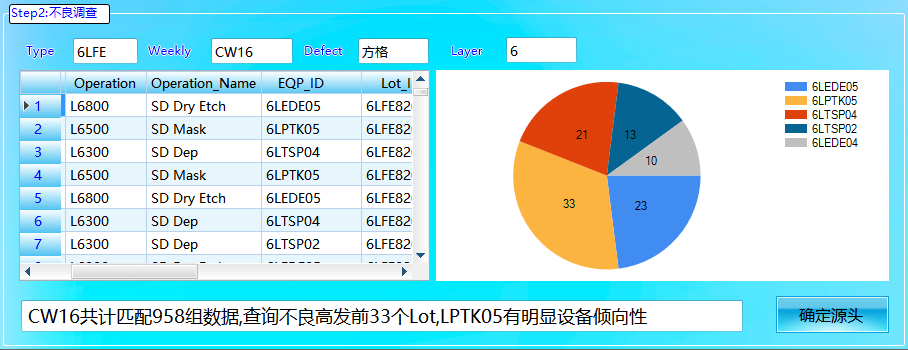 Step2:不良调查
Type 6LFE Weekly CW16 Defect 方格 Layer 6
Operation Operation_Name EQP_ID Lot_I
1 L6800 SD Dry Etch 6LEDE05 6LFE82
2 L6500 SD Mask 6LPTK05 6LFE82
3 L6300 SD Dep 6LTSP04 6LFE82
4 L6500 SD Mask 6LPTK05 6LFE82
5 L6800 SD Dry Etch 6LEDE05 6LFE82
6 L6300 SD Dep 6LTSP04 6LFE82
7 L6300 SD Dep 6LTSP02 6LFE82
21
13
10
33
23
6LEDE05
6LPTK05
6LTSP04
6LTSP02
6LEDE04
CW16共计匹配958组数据,查询不良高发前33个Lot,LPTK05有明显设备倾向性
确定源头